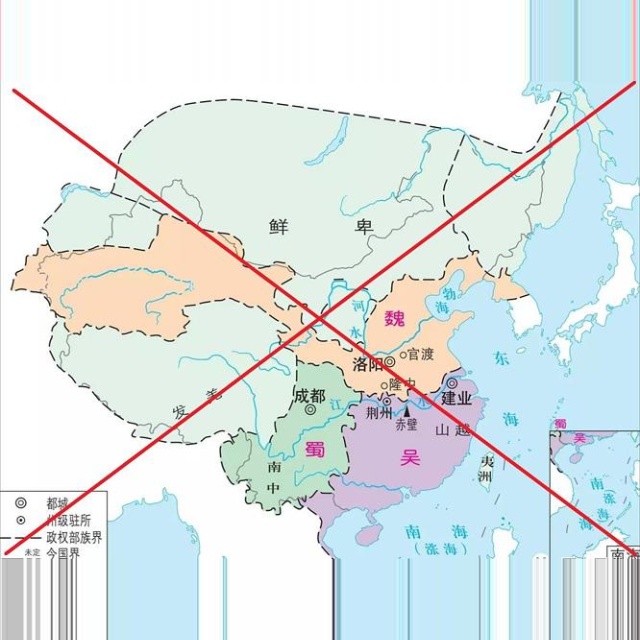 鲜 卑
渤海
河水
魏
官渡
洛阳
隆中
东海
成都
江水
荆州
建业
赤壁
山越
蜀
吴
南中
夷洲
羌
南海
(涨海)
蜀
吴
南海
(涨海)
都城
州级驻所
政权部族界
未定 今国界
南海